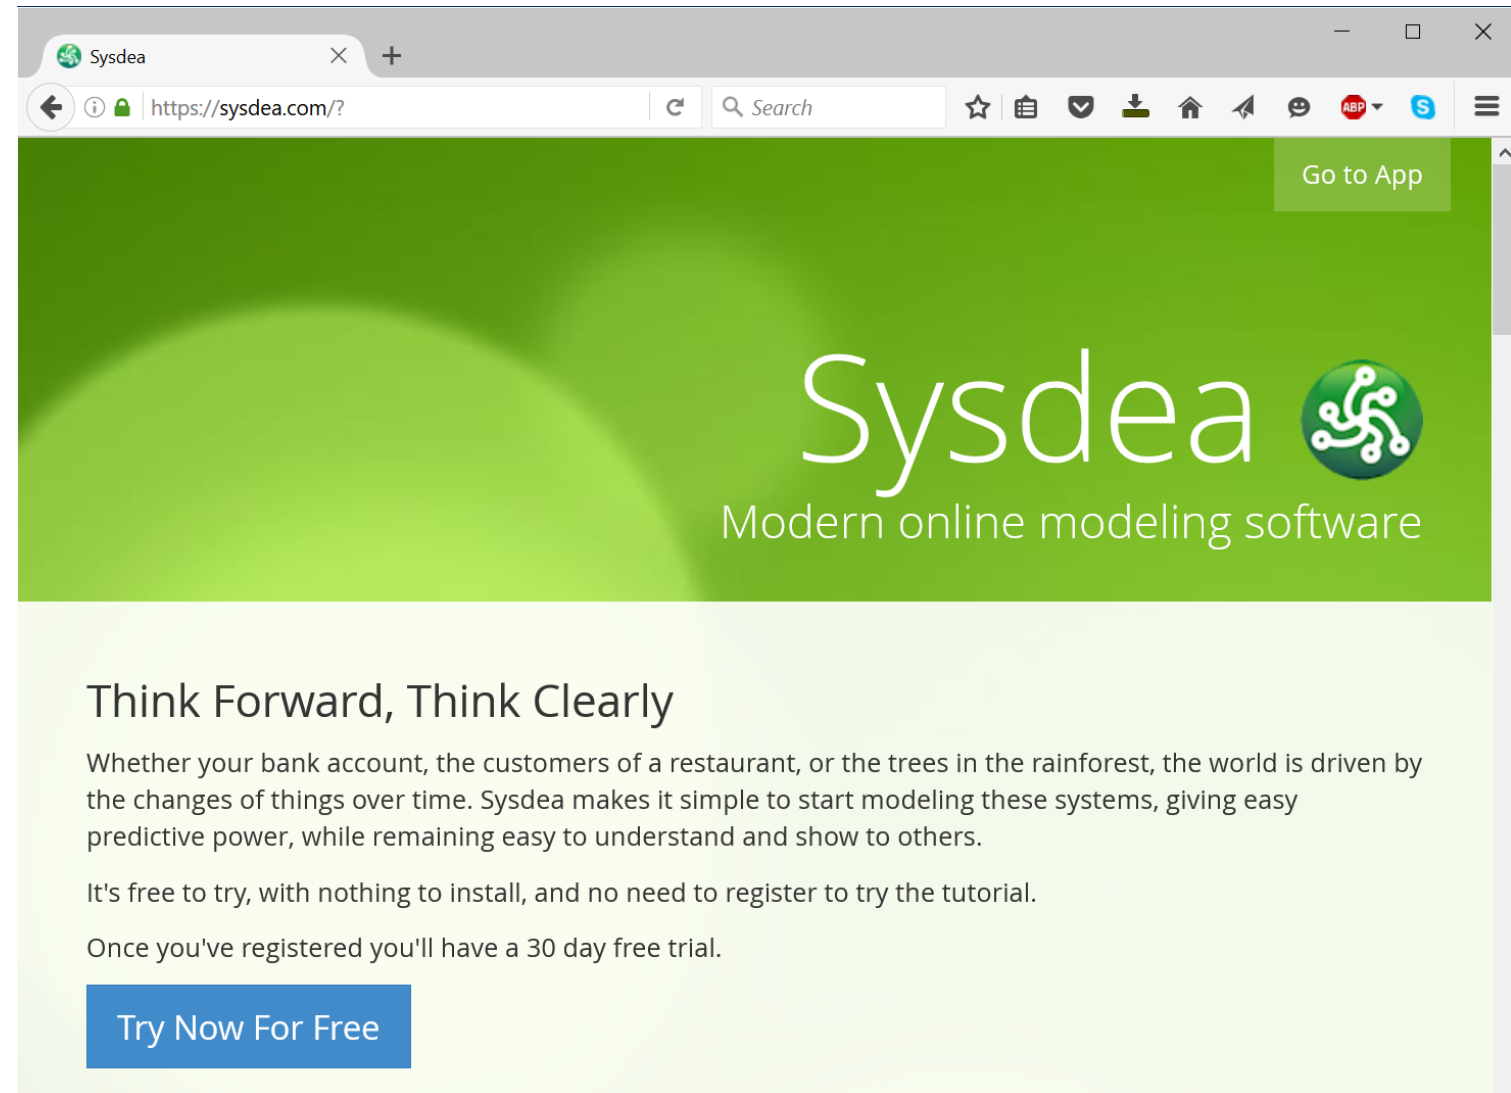 Sysdea
https://sysdea.com/?
Search
ABP
S
Go to App
Sysdea
Modern online modeling software
Think Forward, Think Clearly
Whether your bank account, the customers of a restaurant, or the trees in the rainforest, the world is driven by
the changes of things over time. Sysdea makes it simple to start modeling these systems, giving easy
predictive power, while remaining easy to understand and show to others.
It's free to try, with nothing to install, and no need to register to try the tutorial.
Once you've registered you'll have a 30 day free trial.
Try Now For Free